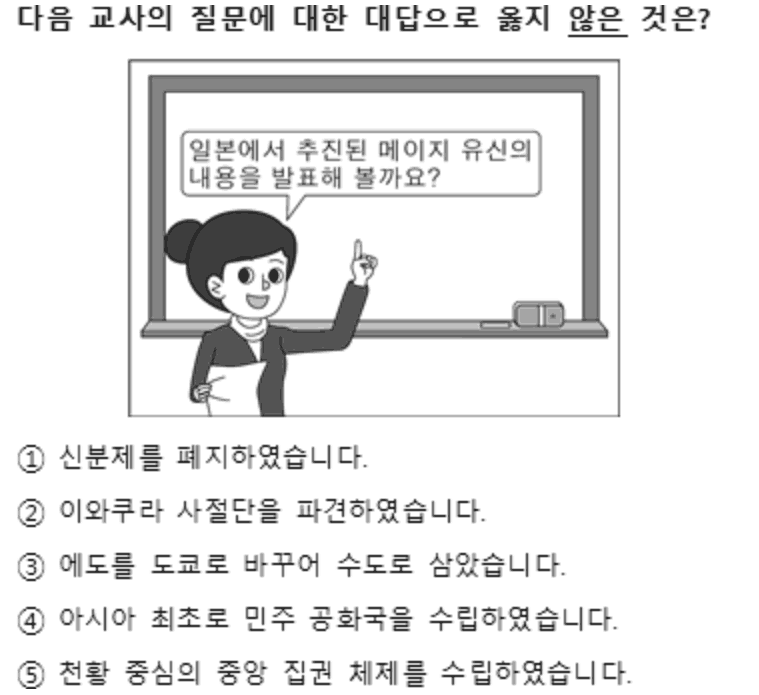 다음 교사의 질문에 대한 대답으로 옳지 않은 것은?
일본에서 추진된 메이지 유신의
내용을 발표해 볼까요?
① 신분제를 폐지하였습니다.
② 이와쿠라 사절단을 파견하였습니다.
③ 에도를 도쿄로 바꾸어 수도로 삼았습니다.
④ 아시아 최초로 민주 공화국을 수립하였습니다.
⑤ 천황 중심의 중앙 집권 체제를 수립하였습니다.